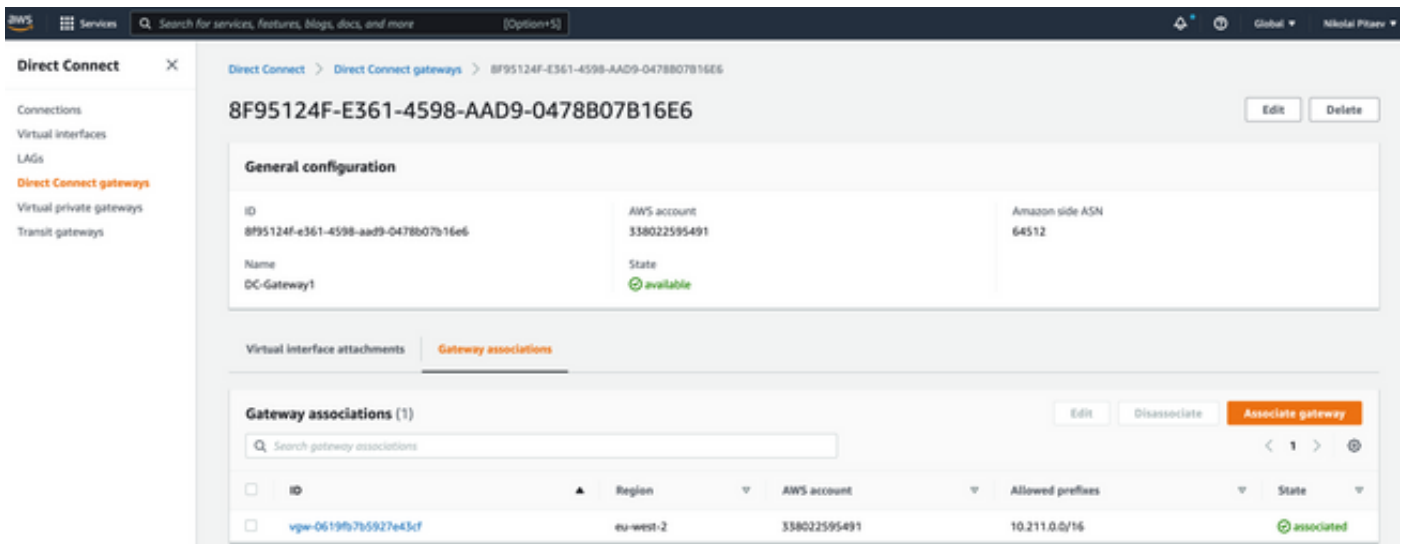 aws Services Search for services, features, blogs, docs, and more [Option+S] Global Nikolai Pitaev
Direct Connect
Direct Connect > Direct Connect gateways > 8F95124F-E361-4598-AAD9-0478B07B16E6
Connections
Virtual interfaces
LAGs
Direct Connect gateways
Virtual private gateways
Transit gateways
8F95124F-E361-4598-AAD9-0478B07B16E6
Edit Delete
General configuration
ID
8f95124f-e361-4598-aad9-0478b07b16e6
Name
DC-Gateway1
AWS account
338022595491
State
available
Amazon side ASN
64512
Virtual interface attachments Gateway associations
Gateway associations (1)
Edit Disassociate Associate gateway
Search gateway associations
< 1 >
ID Region AWS account Allowed prefixes State
vgw-0619fb7b5927e43cf eu-west-2 338022595491 10.211.0.0/16 associated